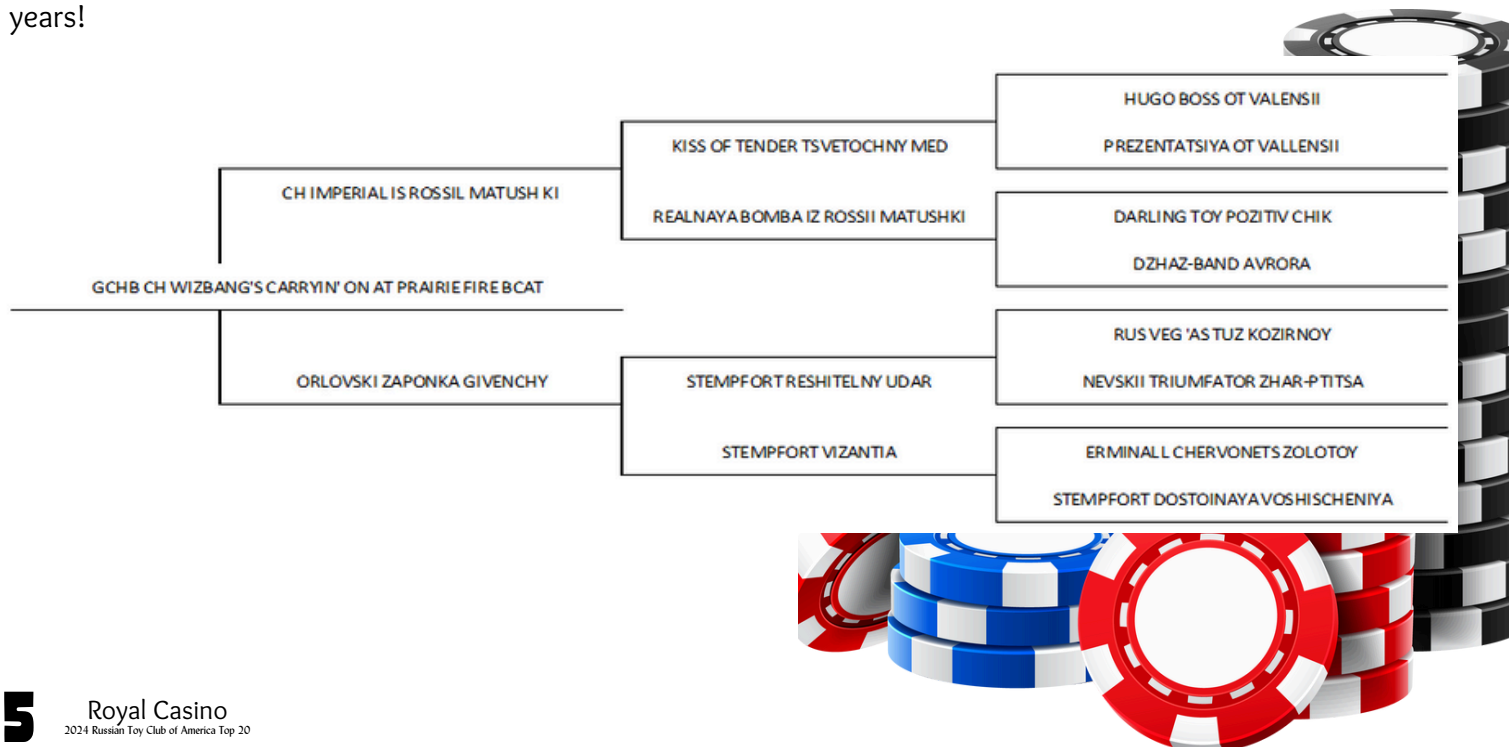 years!
HUGO BOSS OT VALENSII
KISS OF TENDER TSVETOCHNY MED
PREZENTATSIYA OT VALLENSII
CH IMPERIAL IS ROSSIL MATUSH KI
REALNAYA BOMBA IZ ROSSII MATUSHKI
DARLING TOY POZITIV CHIK
DZHAZ-BAND AVRORA
GCHB CH WIZBANG'S CARRYIN' ON AT PRAIRIE FIRE BCAT
RUS VEG 'AS TUZ KOZIRNOY
ORLOVSKI ZAPONKA GIVENCHY
STEMPFORT RESHITELNY UDAR
NEVSKII TRIUMFATOR ZHAR-PTITSA
STEMPFORT VIZANTIA
ERMINALL CHERVONETS ZOLOTOY
STEMPFORT DOSTOINAYA VOSHISCHENIYA
5
Royal Casino
2024 Russian Toy Club of America Top 20